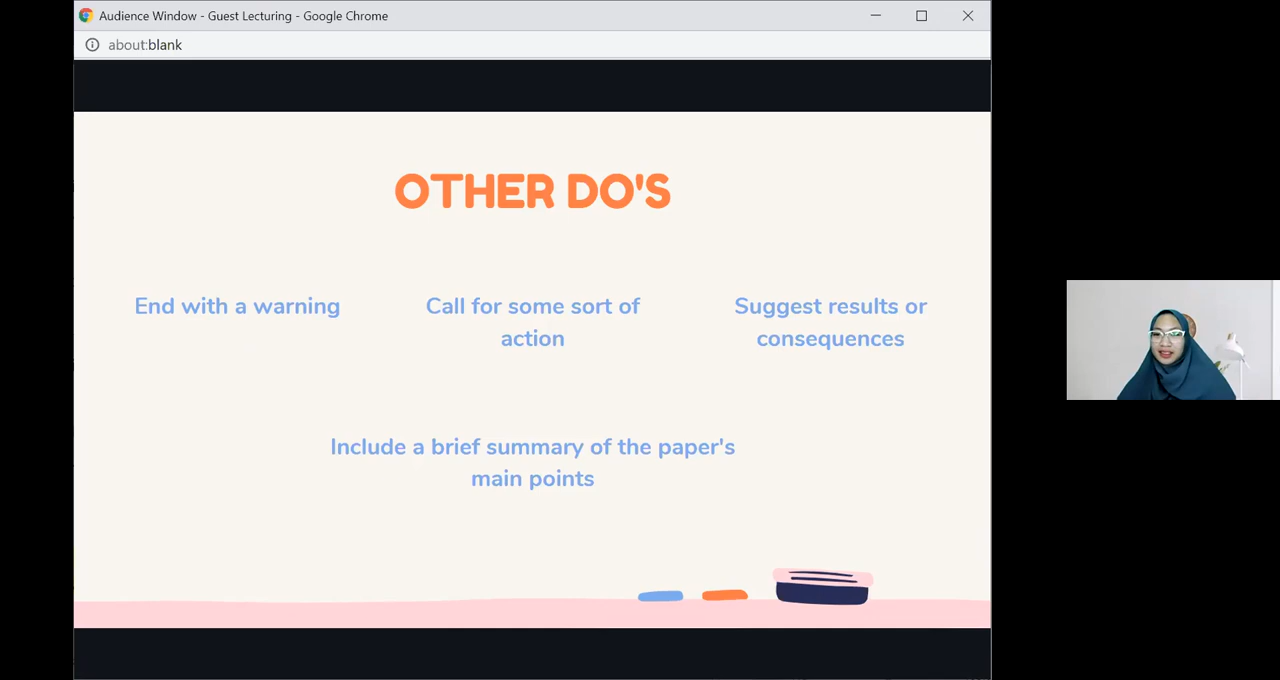 Audience Window - Guest Lecturing - Google Chrome
about:blank
OTHER DO'S
End with a warning
Call for some sort of
action
Suggest results or
consequences
Include a brief summary of the paper's
main points